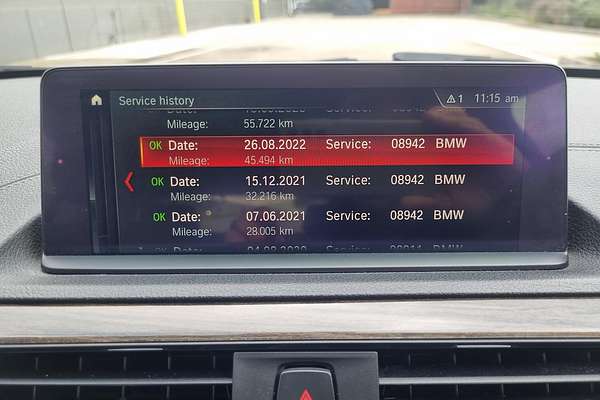 Service history
1
11:15 am
Mileage: 55.722 km
OK Date: 26.08.2022 Service: 08942 BMW
Mileage: 45.494 km
OK Date: 15.12.2021 Service: 08942 BMW
Mileage: 32.216 km
OK Date: 07.06.2021 Service: 08942 BMW
Mileage: 28.005 km